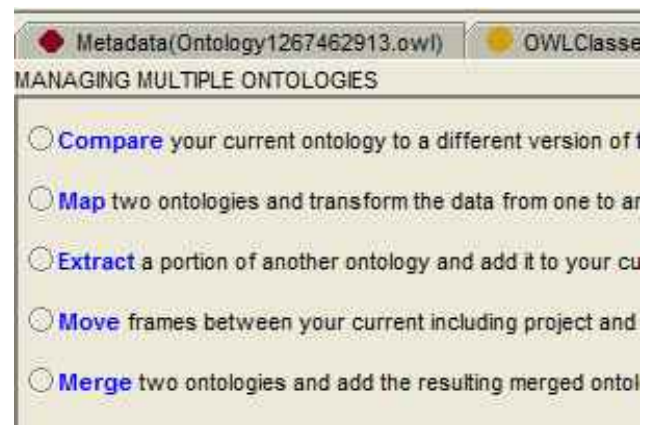 Metadata(Ontology1267462913.owl) OWLClasse
MANAGING MULTIPLE ONTOLOGIES
Compare your current ontology to a different version of
Map two ontologies and transform the data from one to
Extract a portion of another ontology and add it to your cu
Move frames between your current including project and
Merge two ontologies and add the resulting merged ontol